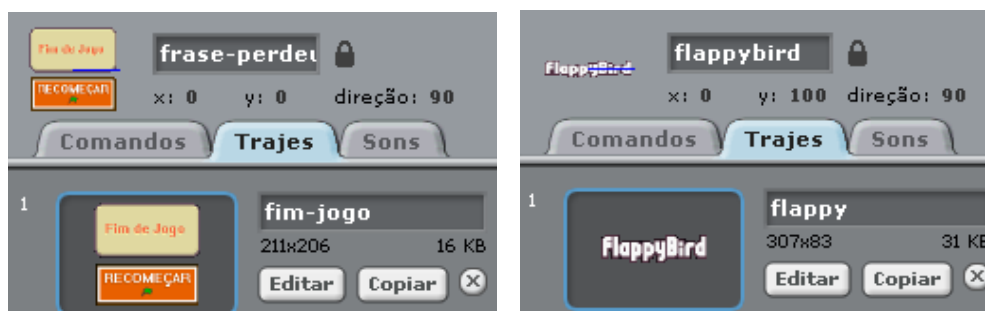 Fim de Jogo
RECOMEÇAR
frase-perdeu
x: 0 y: 0 direção: 90
Comandos Trajes Sons
1
Fim de Jogo
RECOMEÇAR
fim-jogo
211x206 16 KB
Editar Copiar
FlappyBird
flappybird
x: 0 y: 100 direção: 90
Comandos Trajes Sons
1
FlappyBird
flappy
307x83 31 KB
Editar Copiar